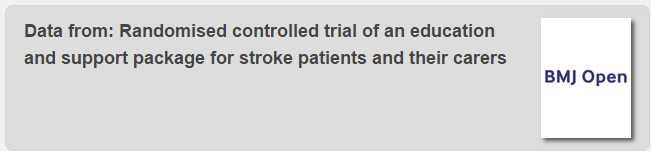 Data from: Randomised controlled trial of an education
and support package for stroke patients and their carers
BMJ Open